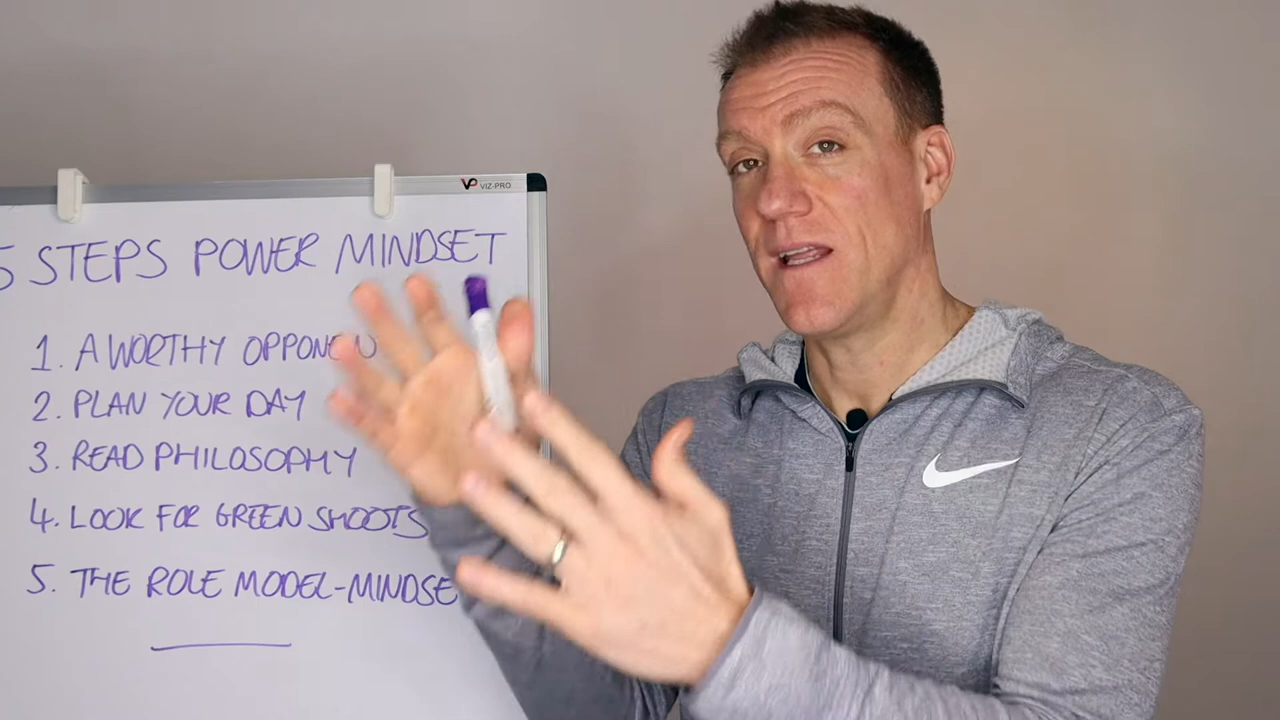 VP VIZ-PRO
5 STEPS POWER MINDSET
1. A WORTHY OPPONEN
2. PLAN YOUR DAY
3. READ PHILOSOPHY
4. LOOK FOR GREEN SHOOTS
5. THE ROLE MODEL-MINDSE